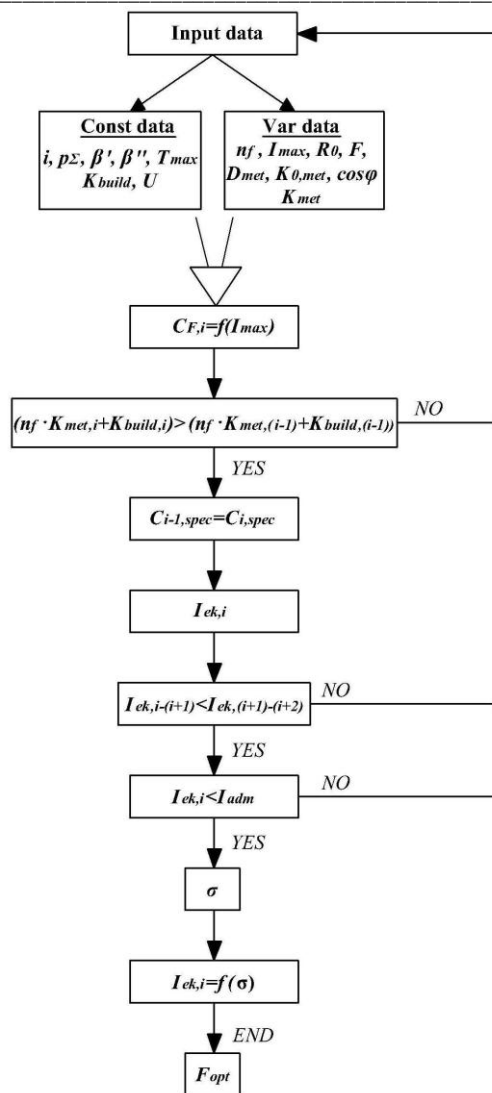 Input data
Const data
i, pΣ, β', β'', Tmax
Kbuild, U
Var data
nf , Imax, R0, F,
Dmet, K0,met, cosφ
Kmet
CF,i=f(Imax)
(nf ·Kmet,i+Kbuild,i)>(nf ·Kmet,(i-1)+Kbuild,(i-1))
NO
YES
Ci-1,spec=Ci,spec
Iek,i
Iek,i-(i+1)<Iek,(i+1)-(i+2)
NO
YES
Iek,i<Iadm
NO
YES
σ
Iek,i=f(σ)
END
Fopt